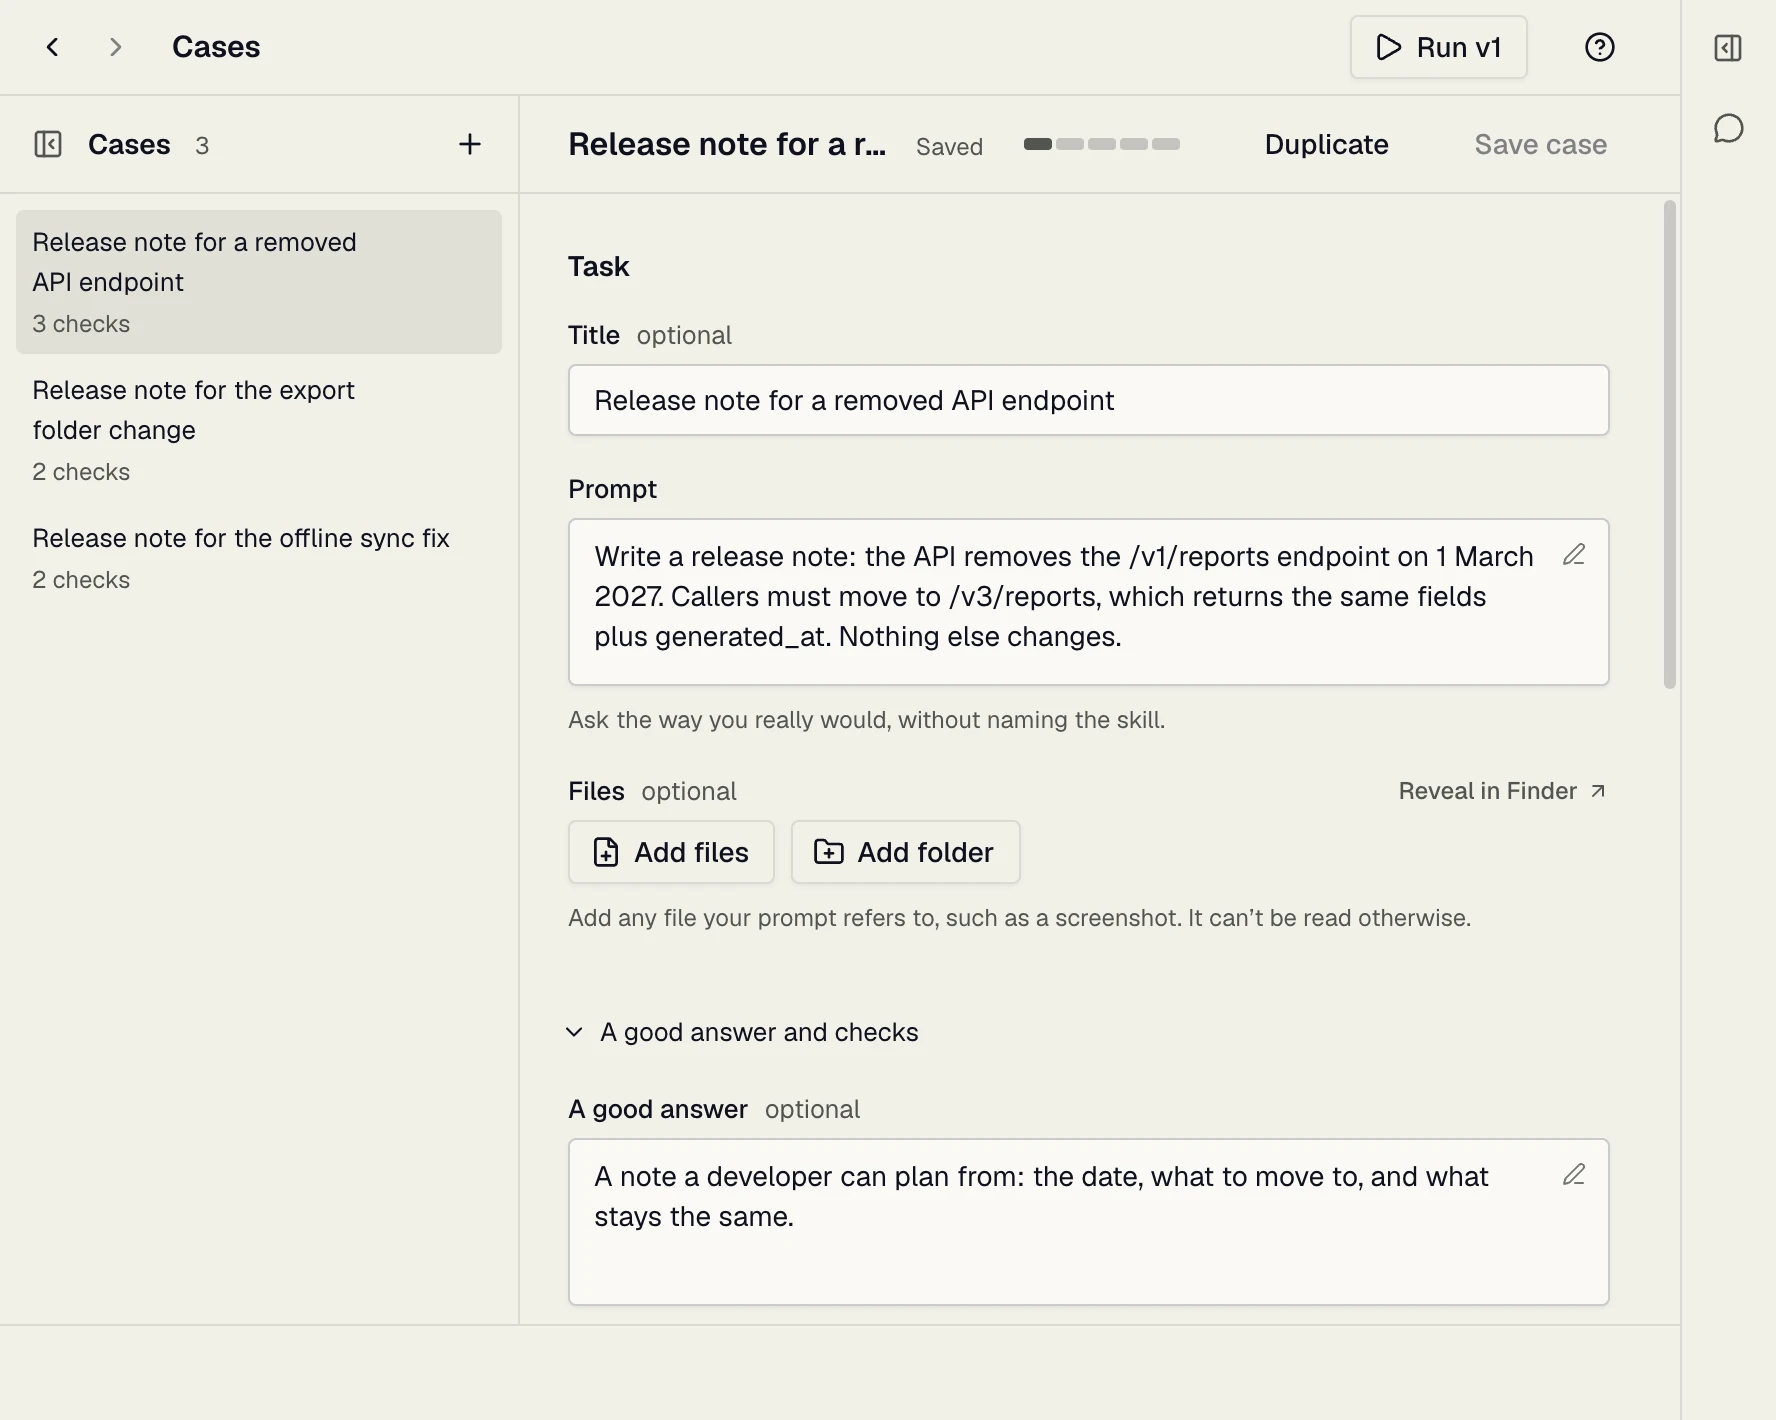 Cases
Run v1
Cases 3
Release note for a r... Saved Duplicate Save case
Release note for a removed
API endpoint
3 checks
Release note for the export
folder change
2 checks
Release note for the offline sync fix
2 checks
Task
Title optional
Release note for a removed API endpoint
Prompt
Write a release note: the API removes the /v1/reports endpoint on 1 March
2027. Callers must move to /v3/reports, which returns the same fields
plus generated_at. Nothing else changes.
Ask the way you really would, without naming the skill.
Files optional Reveal in Finder
Add files Add folder
Add any file your prompt refers to, such as a screenshot. It can’t be read otherwise.
A good answer and checks
A good answer optional
A note a developer can plan from: the date, what to move to, and what
stays the same.